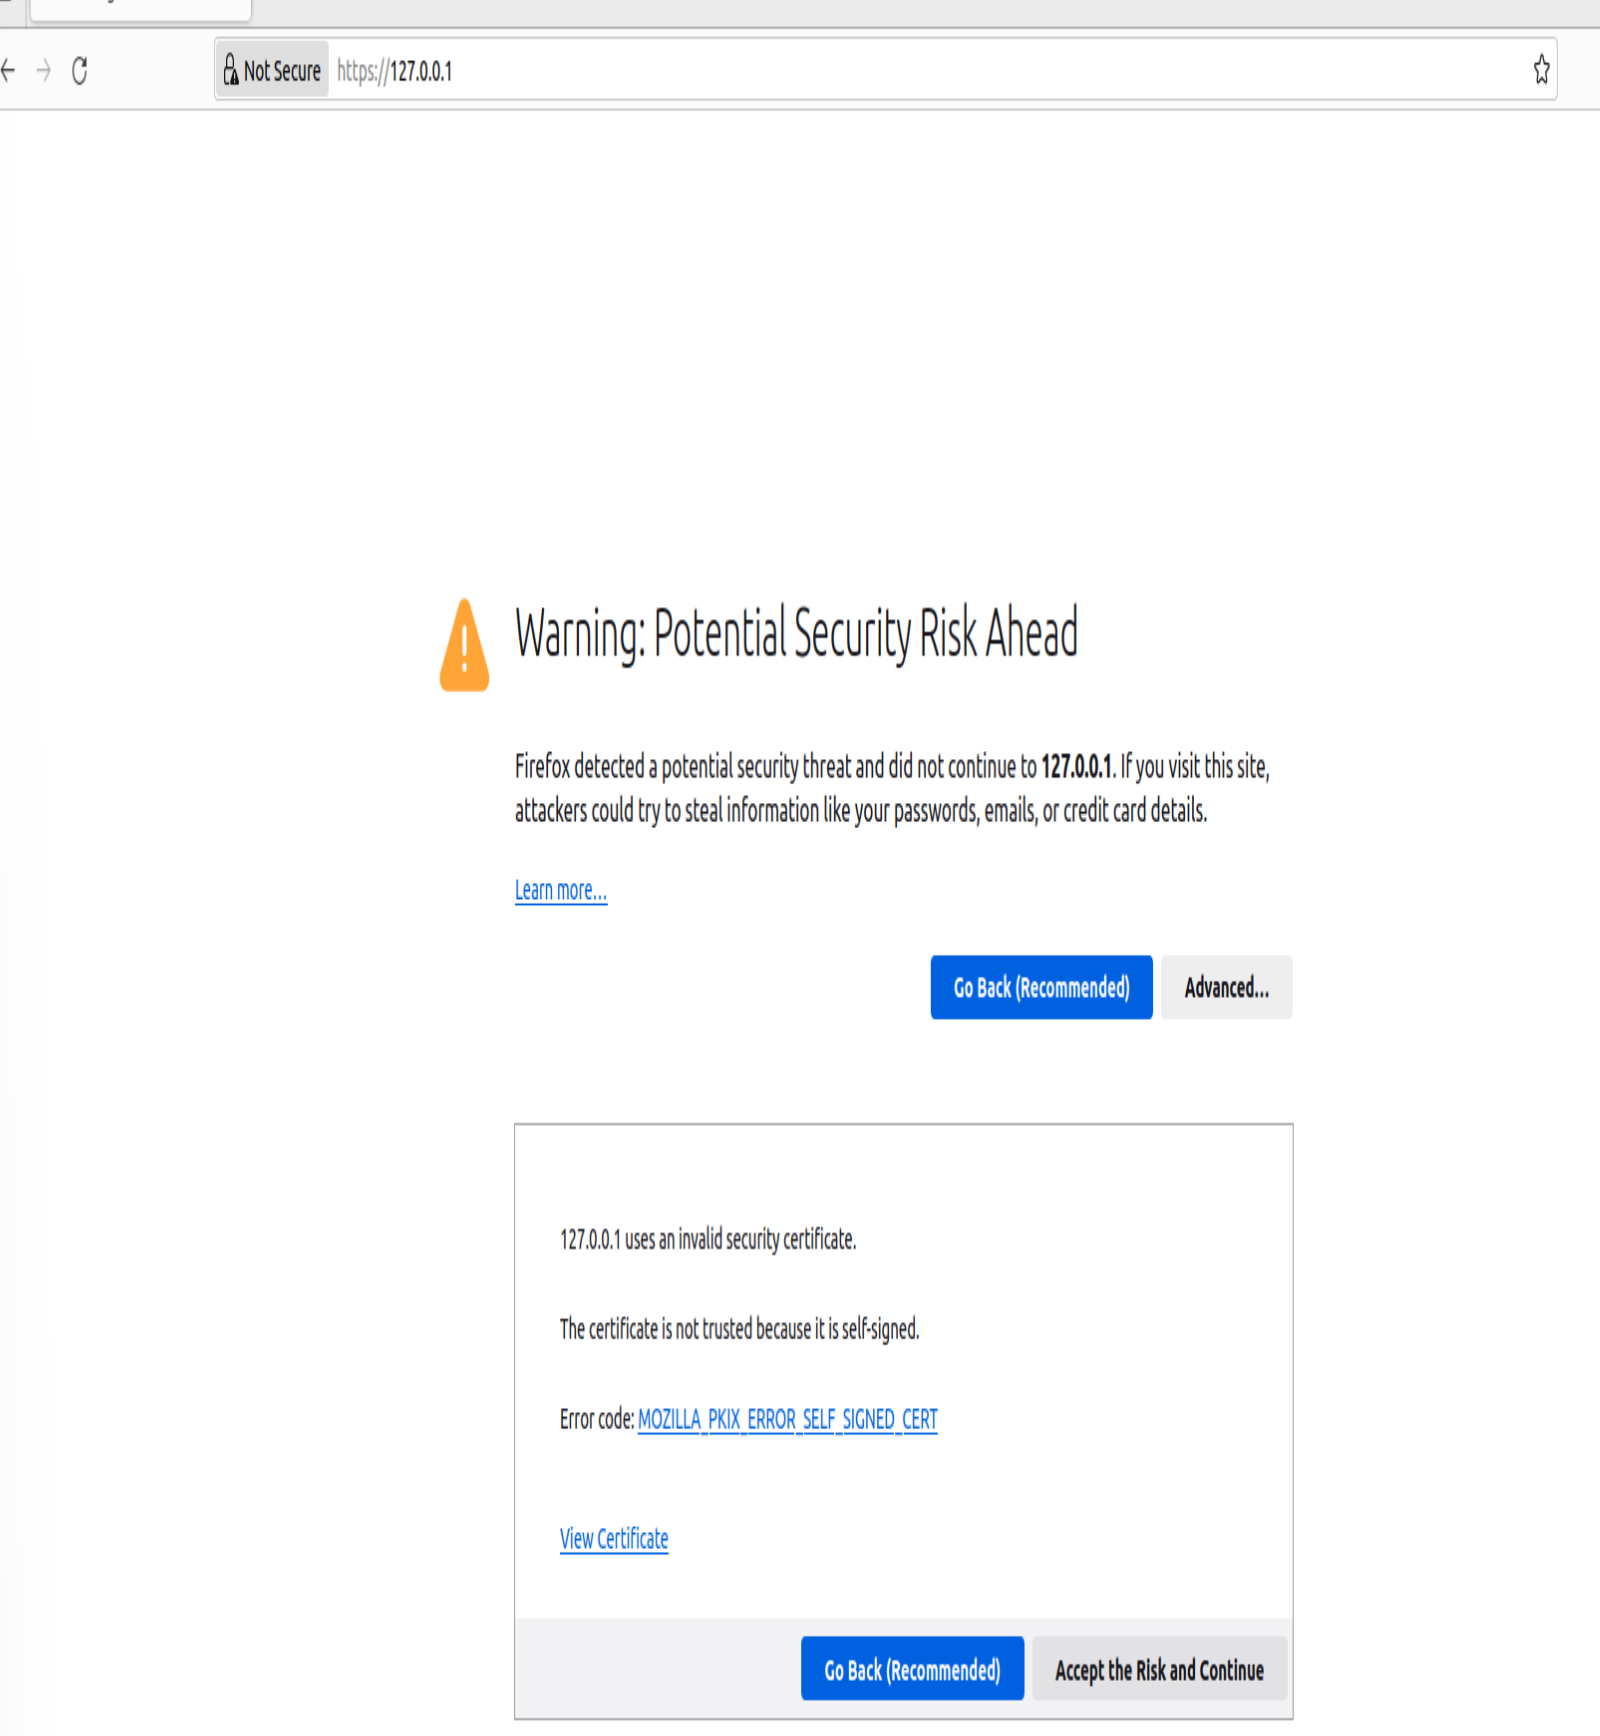 Not Secure https://127.0.0.1
Warning: Potential Security Risk Ahead
Firefox detected a potential security threat and did not continue to 127.0.0.1. If you visit this site,
attackers could try to steal information like your passwords, emails, or credit card details.
Learn more...
Go Back (Recommended) Advanced...
127.0.0.1 uses an invalid security certificate.
The certificate is not trusted because it is self-signed.
Error code: MOZILLA_PKIX_ERROR_SELF_SIGNED_CERT
View Certificate
Go Back (Recommended) Accept the Risk and Continue